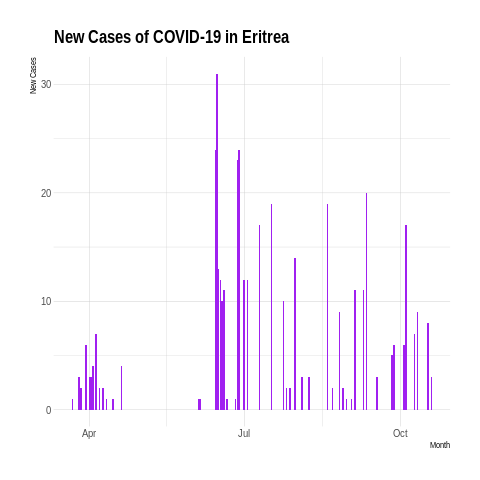 New Cases of COVID-19 in Eritrea
New Cases
30
20
10
0
Apr Jul Oct
Month